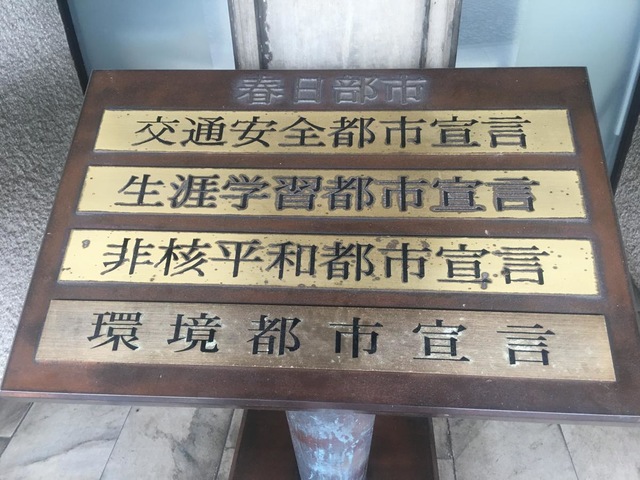 春日部市
交通安全都市宣言
生涯学習都市宣言
非核平和都市宣言
環境都市宣言